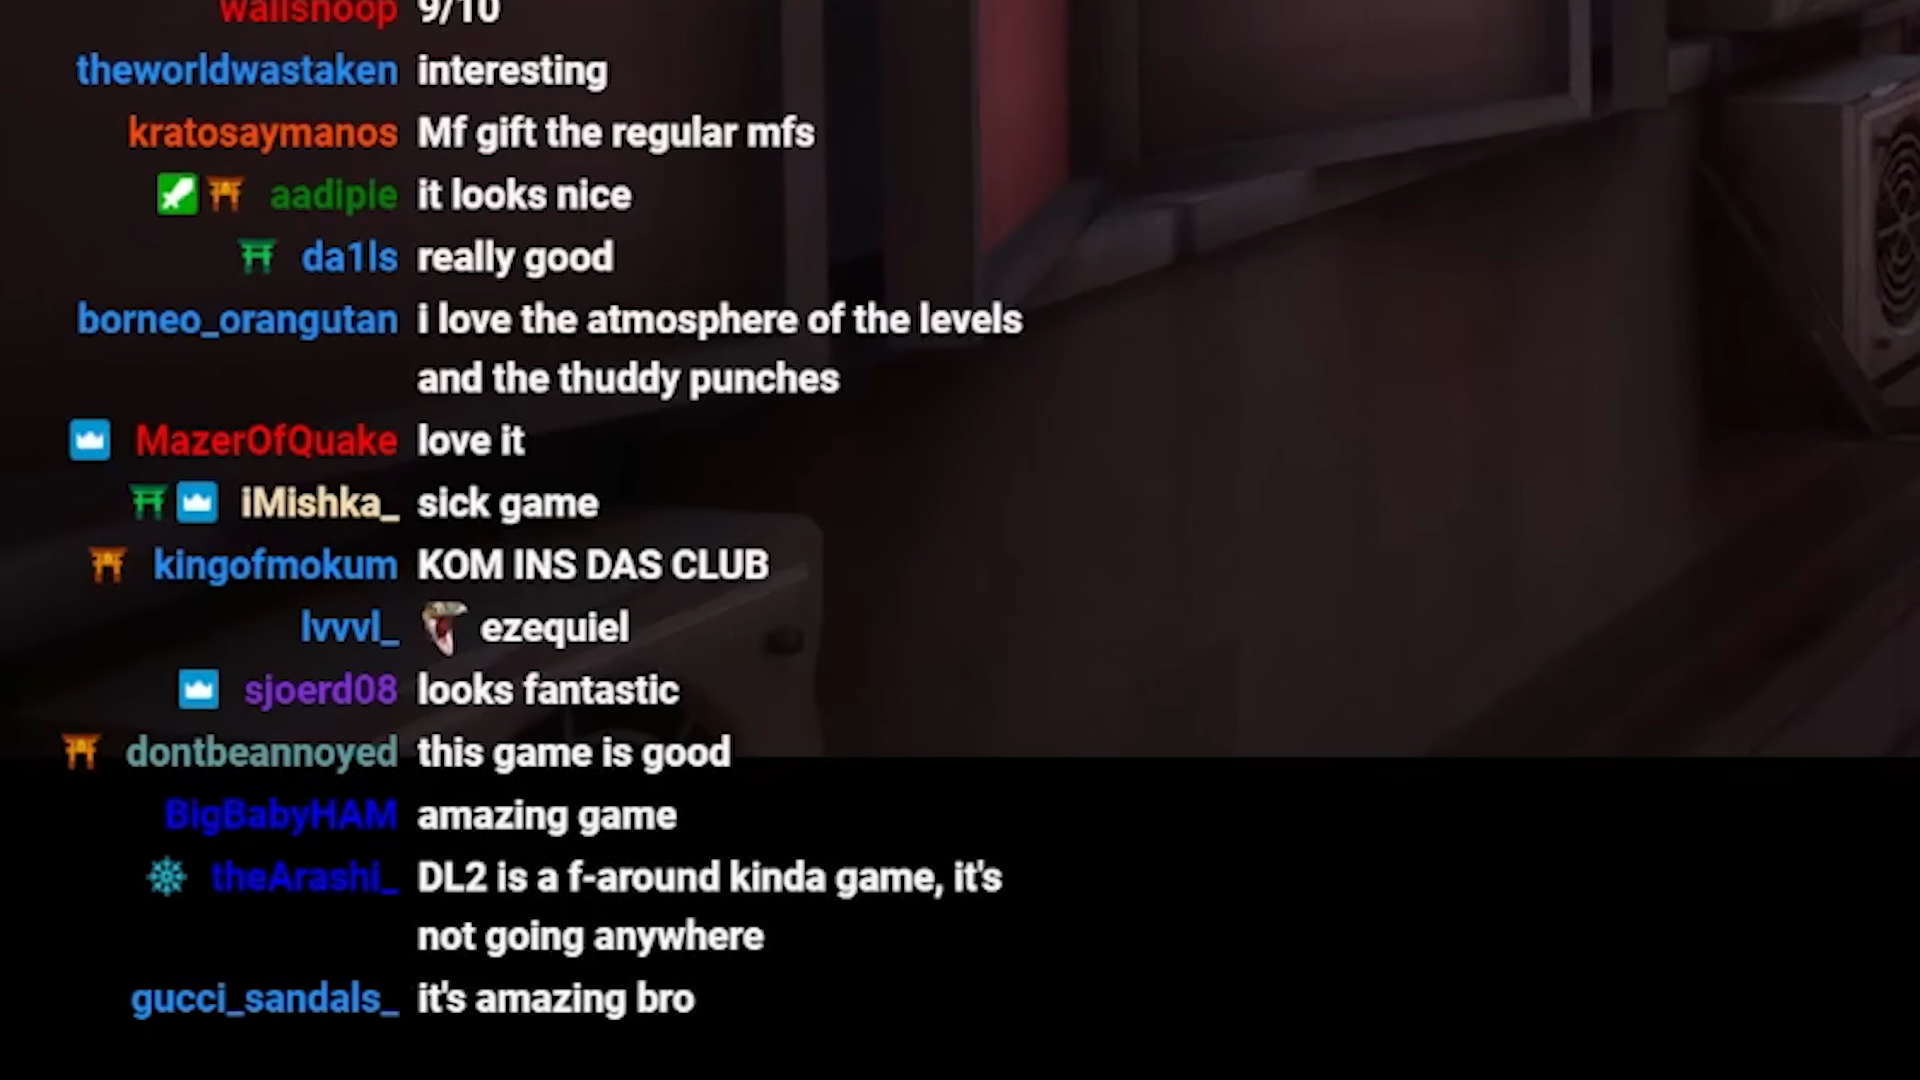 wallshoop 9/10
theworldwastaken interesting
kratosaymanos Mf gift the regular mfs
aadipie it looks nice
da1ls really good
borneo_orangutan i love the atmosphere of the levels
and the thuddy punches
MazerOfQuake love it
iMishka_ sick game
kingofmokum KOM INS DAS CLUB
lvvvl_ ezequiel
sjoerd08 looks fantastic
dontbeannoyed this game is good
BigBabyHAM amazing game
theArashi_ DL2 is a f-around kinda game, it's
not going anywhere
gucci_sandals_ it's amazing bro